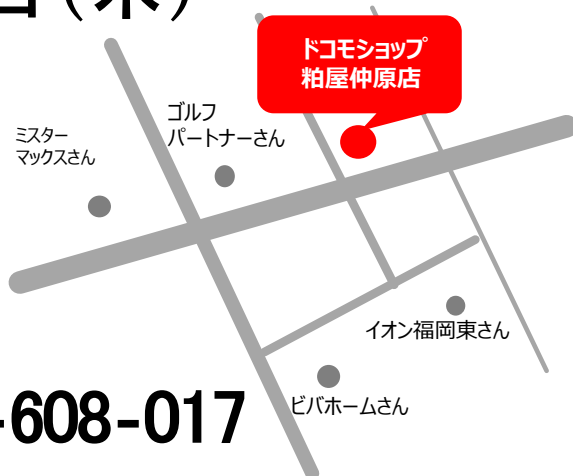 (木)
ドコモショップ
粕屋仲原店
ゴルフ
パートナーさん
ミスター
マックスさん
イオン福岡東さん
ビバホームさん
-608-017